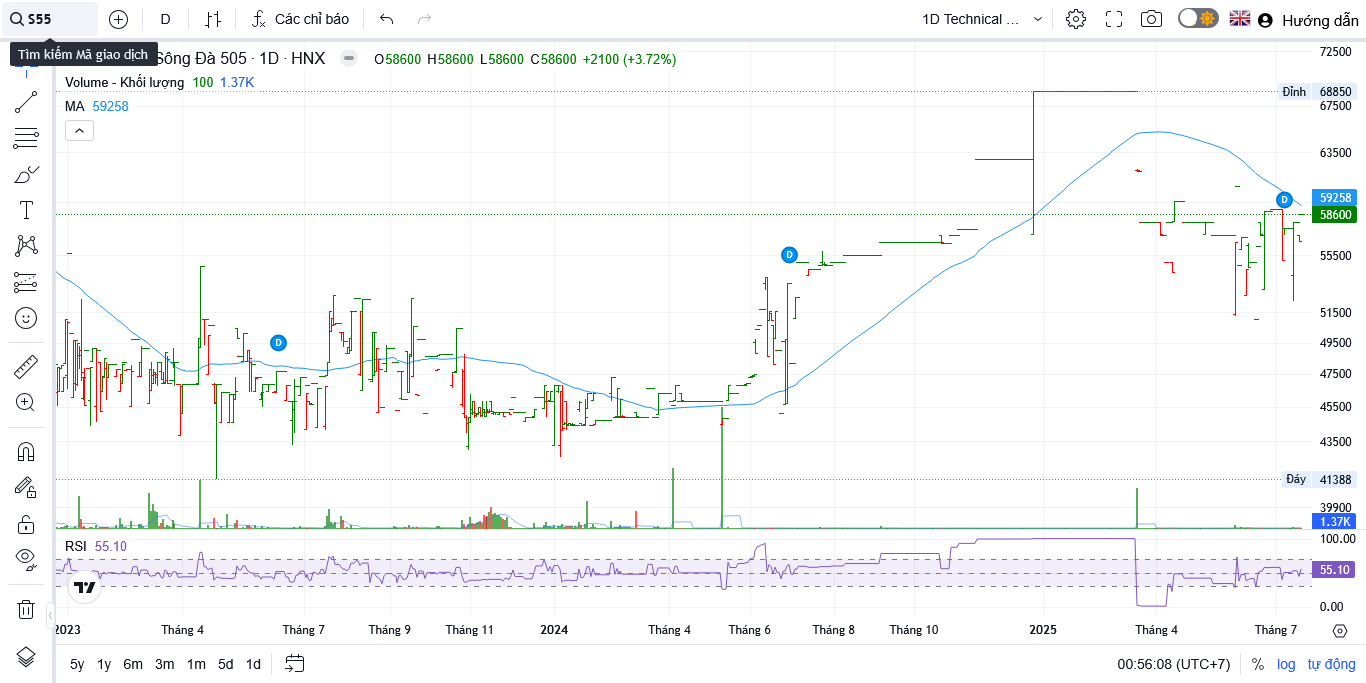 S55
D
Các chỉ báo
1D Technical ...
Hướng dẫn
Tìm kiếm Mã giao dịch
Sông Đà 505 · 1D · HNX
O58600 H58600 L58600 C58600 +2100 (+3.72%)
Volume - Khối lượng 100 1.37K
MA 59258
72500
Đỉnh 68850
67500
63500
59258
58600
55500
51500
49500
47500
45500
43500
Đáy 41388
39900
1.37K
D
D
D
RSI 55.10
100.00
55.10
0.00
2023 Tháng 4 Tháng 7 Tháng 9 Tháng 11 2024 Tháng 4 Tháng 6 Tháng 8 Tháng 10 2025 Tháng 4 Tháng 7
5y 1y 6m 3m 1m 5d 1d
00:56:08 (UTC+7) % log tự động